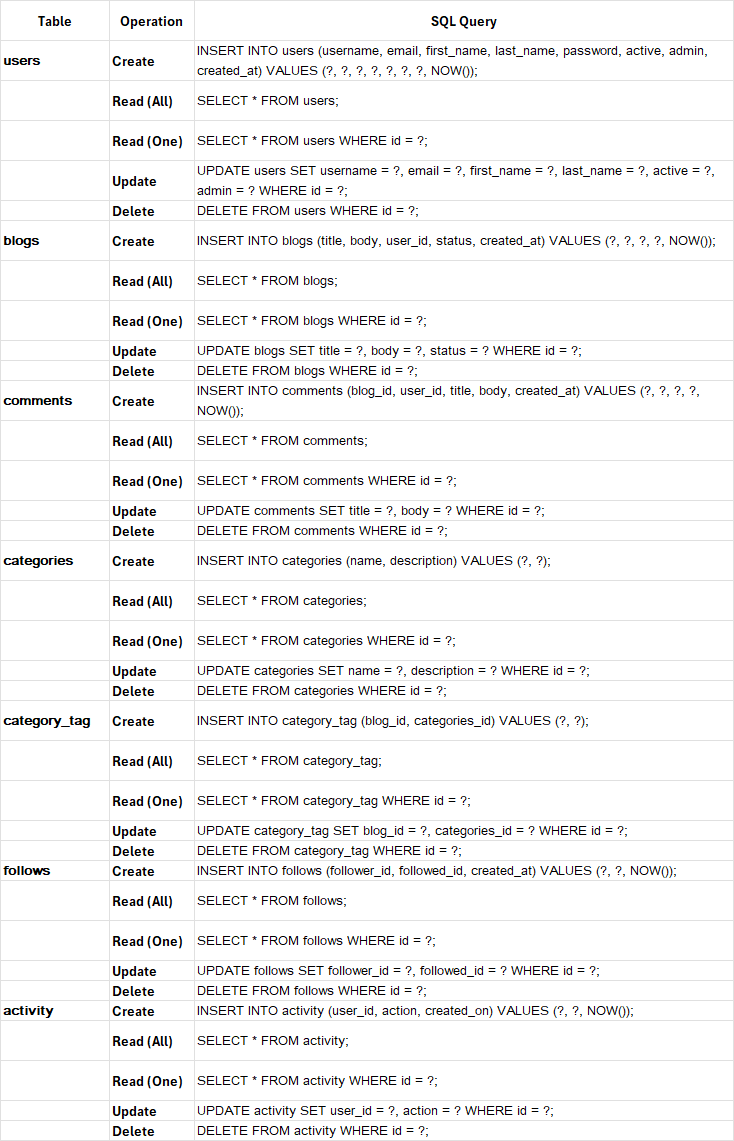 Table Operation SQL Query
users Create INSERT INTO users (username, email, first_name, last_name, password, active, admin,
created_at) VALUES (?, ?, ?, ?, ?, ?, ?, NOW());
Read (All) SELECT * FROM users;
Read (One) SELECT * FROM users WHERE id = ?;
Update UPDATE users SET username = ?, email = ?, first_name = ?, last_name = ?, active = ?,
admin = ? WHERE id = ?;
Delete DELETE FROM users WHERE id = ?;
blogs Create INSERT INTO blogs (title, body, user_id, status, created_at) VALUES (?, ?, ?, ?, NOW());
Read (All) SELECT * FROM blogs;
Read (One) SELECT * FROM blogs WHERE id = ?;
Update UPDATE blogs SET title = ?, body = ?, status = ? WHERE id = ?;
Delete DELETE FROM blogs WHERE id = ?;
comments Create INSERT INTO comments (blog_id, user_id, title, body, created_at) VALUES (?, ?, ?, ?,
NOW());
Read (All) SELECT * FROM comments;
Read (One) SELECT * FROM comments WHERE id = ?;
Update UPDATE comments SET title = ?, body = ? WHERE id = ?;
Delete DELETE FROM comments WHERE id = ?;
categories Create INSERT INTO categories (name, description) VALUES (?, ?);
Read (All) SELECT * FROM categories;
Read (One) SELECT * FROM categories WHERE id = ?;
Update UPDATE categories SET name = ?, description = ? WHERE id = ?;
Delete DELETE FROM categories WHERE id = ?;
category_tag Create INSERT INTO category_tag (blog_id, categories_id) VALUES (?, ?);
Read (All) SELECT * FROM category_tag;
Read (One) SELECT * FROM category_tag WHERE id = ?;
Update UPDATE category_tag SET blog_id = ?, categories_id = ? WHERE id = ?;
Delete DELETE FROM category_tag WHERE id = ?;
follows Create INSERT INTO follows (follower_id, followed_id, created_at) VALUES (?, ?, NOW());
Read (All) SELECT * FROM follows;
Read (One) SELECT * FROM follows WHERE id = ?;
Update UPDATE follows SET follower_id = ?, followed_id = ? WHERE id = ?;
Delete DELETE FROM follows WHERE id = ?;
activity Create INSERT INTO activity (user_id, action, created_on) VALUES (?, ?, NOW());
Read (All) SELECT * FROM activity;
Read (One) SELECT * FROM activity WHERE id = ?;
Update UPDATE activity SET user_id = ?, action = ? WHERE id = ?;
Delete DELETE FROM activity WHERE id = ?;